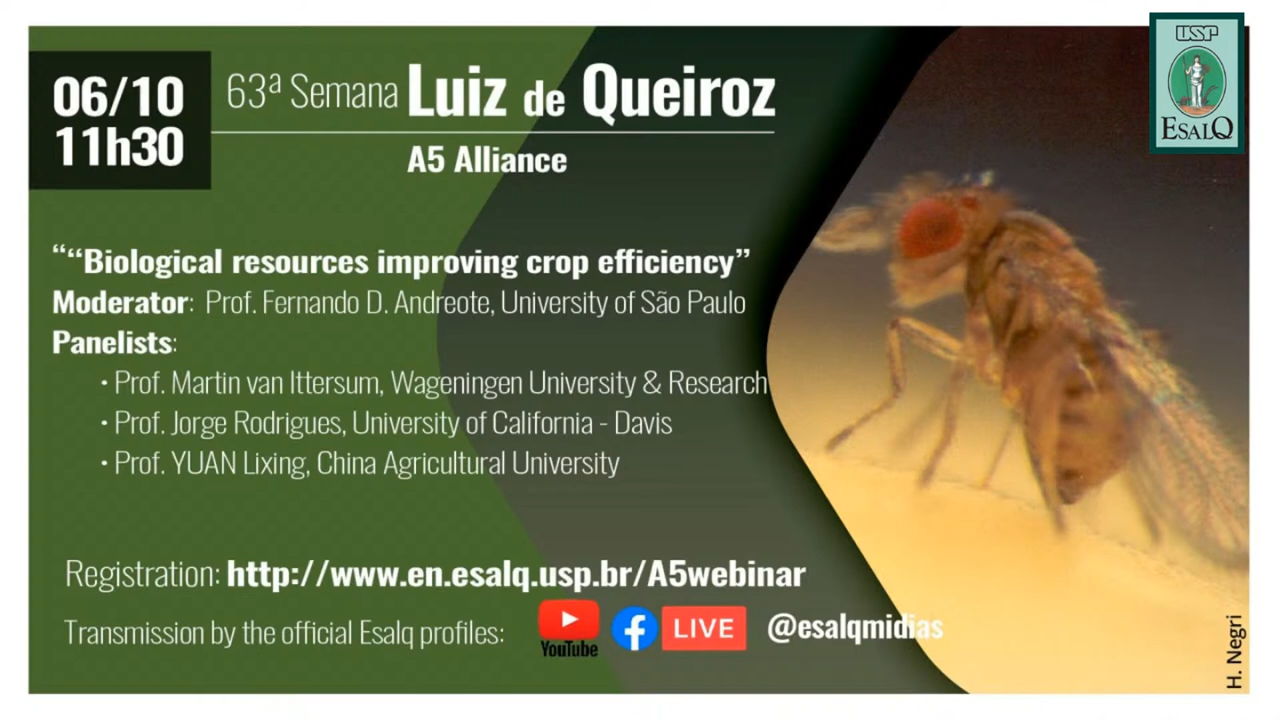 06/10
11h30
63ª Semana Luiz de Queiroz
A5 Alliance
USP
ESALQ
““Biological resources improving crop efficiency”
Moderator: Prof. Fernando D. Andreote, University of São Paulo
Panelists:
• Prof. Martin van Ittersum, Wageningen University & Research
• Prof. Jorge Rodrigues, University of California - Davis
• Prof. YUAN Lixing, China Agricultural University
Registration: http://www.en.esalq.usp.br/A5webinar
Transmission by the official Esalq profiles:
YouTube
f LIVE
@esalqmidias
H. Negri